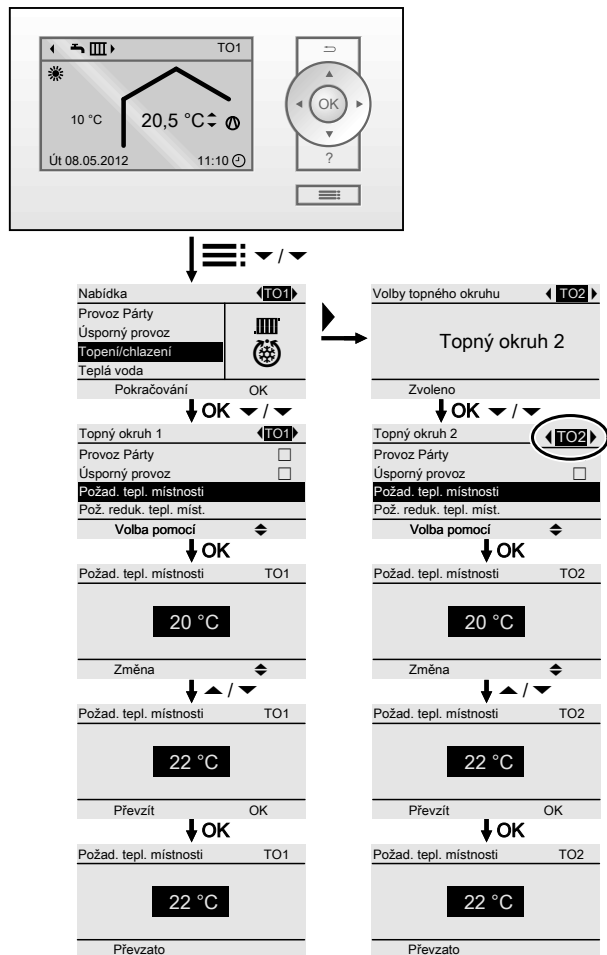 TO1
10 °C
20,5 °C
Út 08.05.2012 11:10
OK
?
/
Nabídka TO1
Provoz Párty
Úsporný provoz
Topení/chlazení
Teplá voda
Pokračování OK
Volby topného okruhu TO2
Topný okruh 2
Zvoleno
OK /
Topný okruh 1 TO1
Provoz Párty
Úsporný provoz
Požad. tepl. místnosti
Pož. reduk. tepl. míst.
Volba pomocí
OK /
Topný okruh 2 TO2
Provoz Párty
Úsporný provoz
Požad. tepl. místnosti
Pož. reduk. tepl. míst.
Volba pomocí
OK
Požad. tepl. místnosti TO1
20 °C
Změna
OK
Požad. tepl. místnosti TO2
20 °C
Změna
/
Požad. tepl. místnosti TO1
22 °C
Převzít OK
/
Požad. tepl. místnosti TO2
22 °C
Převzít OK
OK
Požad. tepl. místnosti TO1
22 °C
Převzato
OK
Požad. tepl. místnosti TO2
22 °C
Převzato